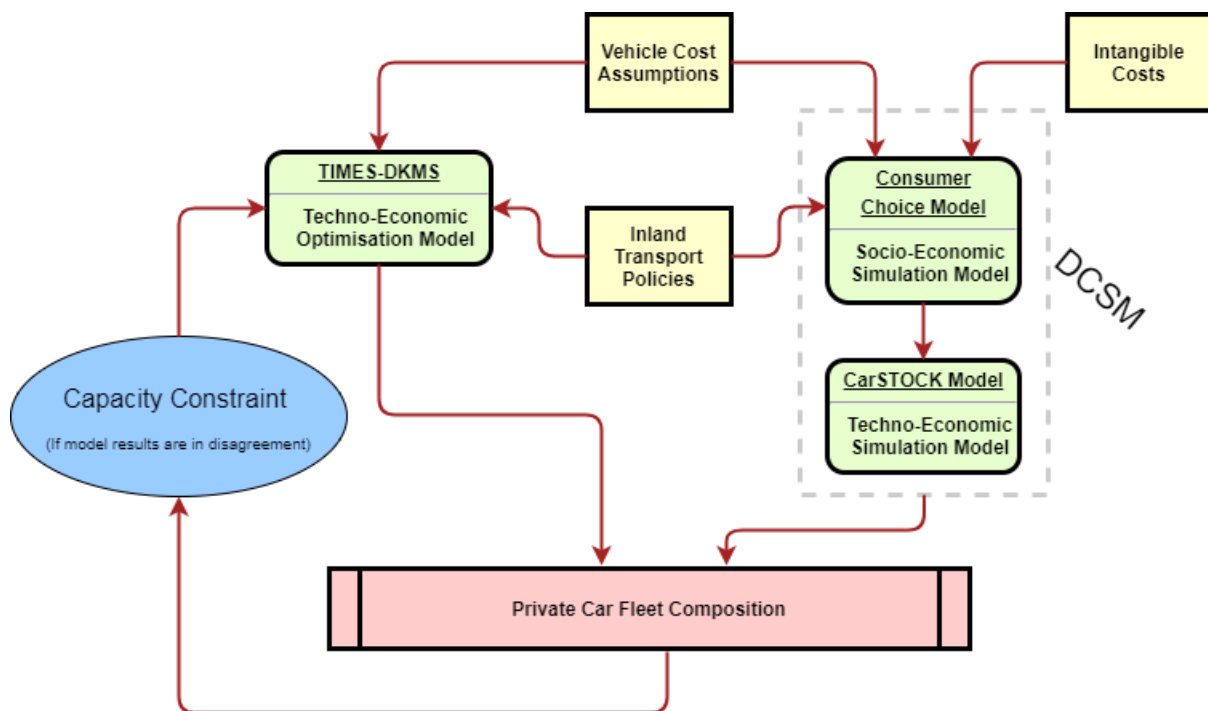 Vehicle Cost
Assumptions
Intangible
Costs
TIMES-DKMS
Techno-Economic
Optimisation Model
Inland
Transport
Policies
Consumer
Choice Model
Socio-Economic
Simulation Model
DCSM
CarSTOCK Model
Techno-Economic
Simulation Model
Capacity Constraint
(If model results are in disagreement)
Private Car Fleet Composition